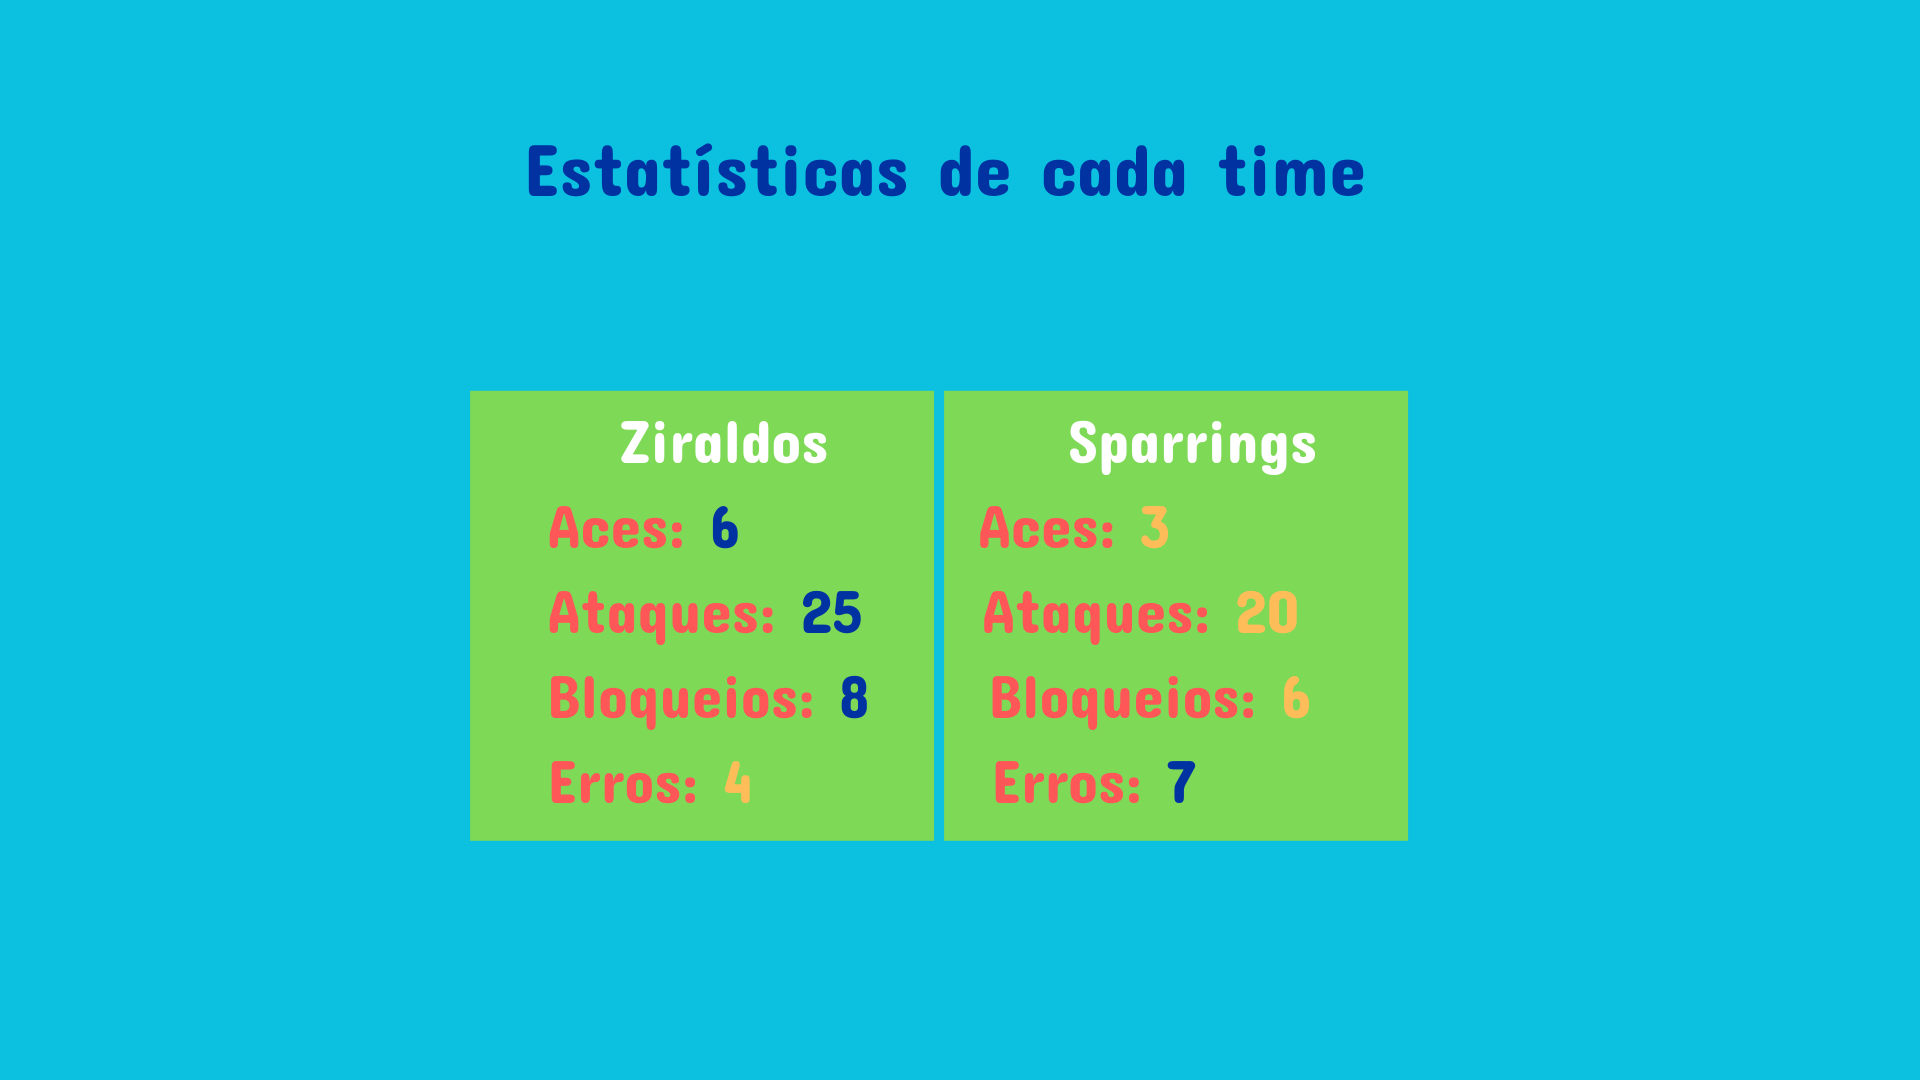 Estatísticas de cada time
Ziraldos
Aces: 6
Ataques: 25
Bloqueios: 8
Erros: 4
Sparrings
Aces: 3
Ataques: 20
Bloqueios: 6
Erros: 7